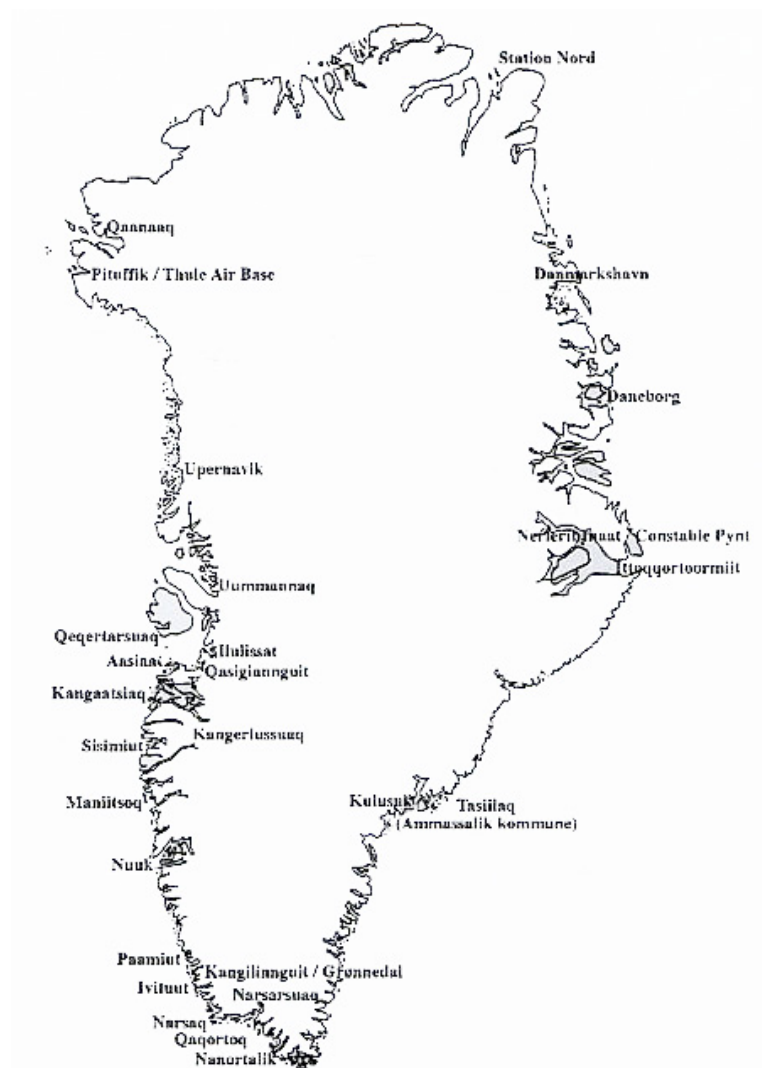 Station Nord
Qaanaaq
Pituffik / Thule Air Base
Danmarkshavn
Daneborg
Upernavik
Nerlerit Inaat / Constable Pynt
Ittoqqortoormiit
Uummannaq
Qeqertarsuaq
Ilulissat
Aasiaat
Qasigiannguit
Kangaatsiaq
Kangerlussuaq
Sisimiut
Maniitsoq
Kulusuk
Tasiilaq
(Ammassalik kommune)
Nuuk
Paamiut
Kangilinnguit / Grønnedal
Ivituut
Narsarsuaq
Narsaq
Qaqortoq
Nanortalik